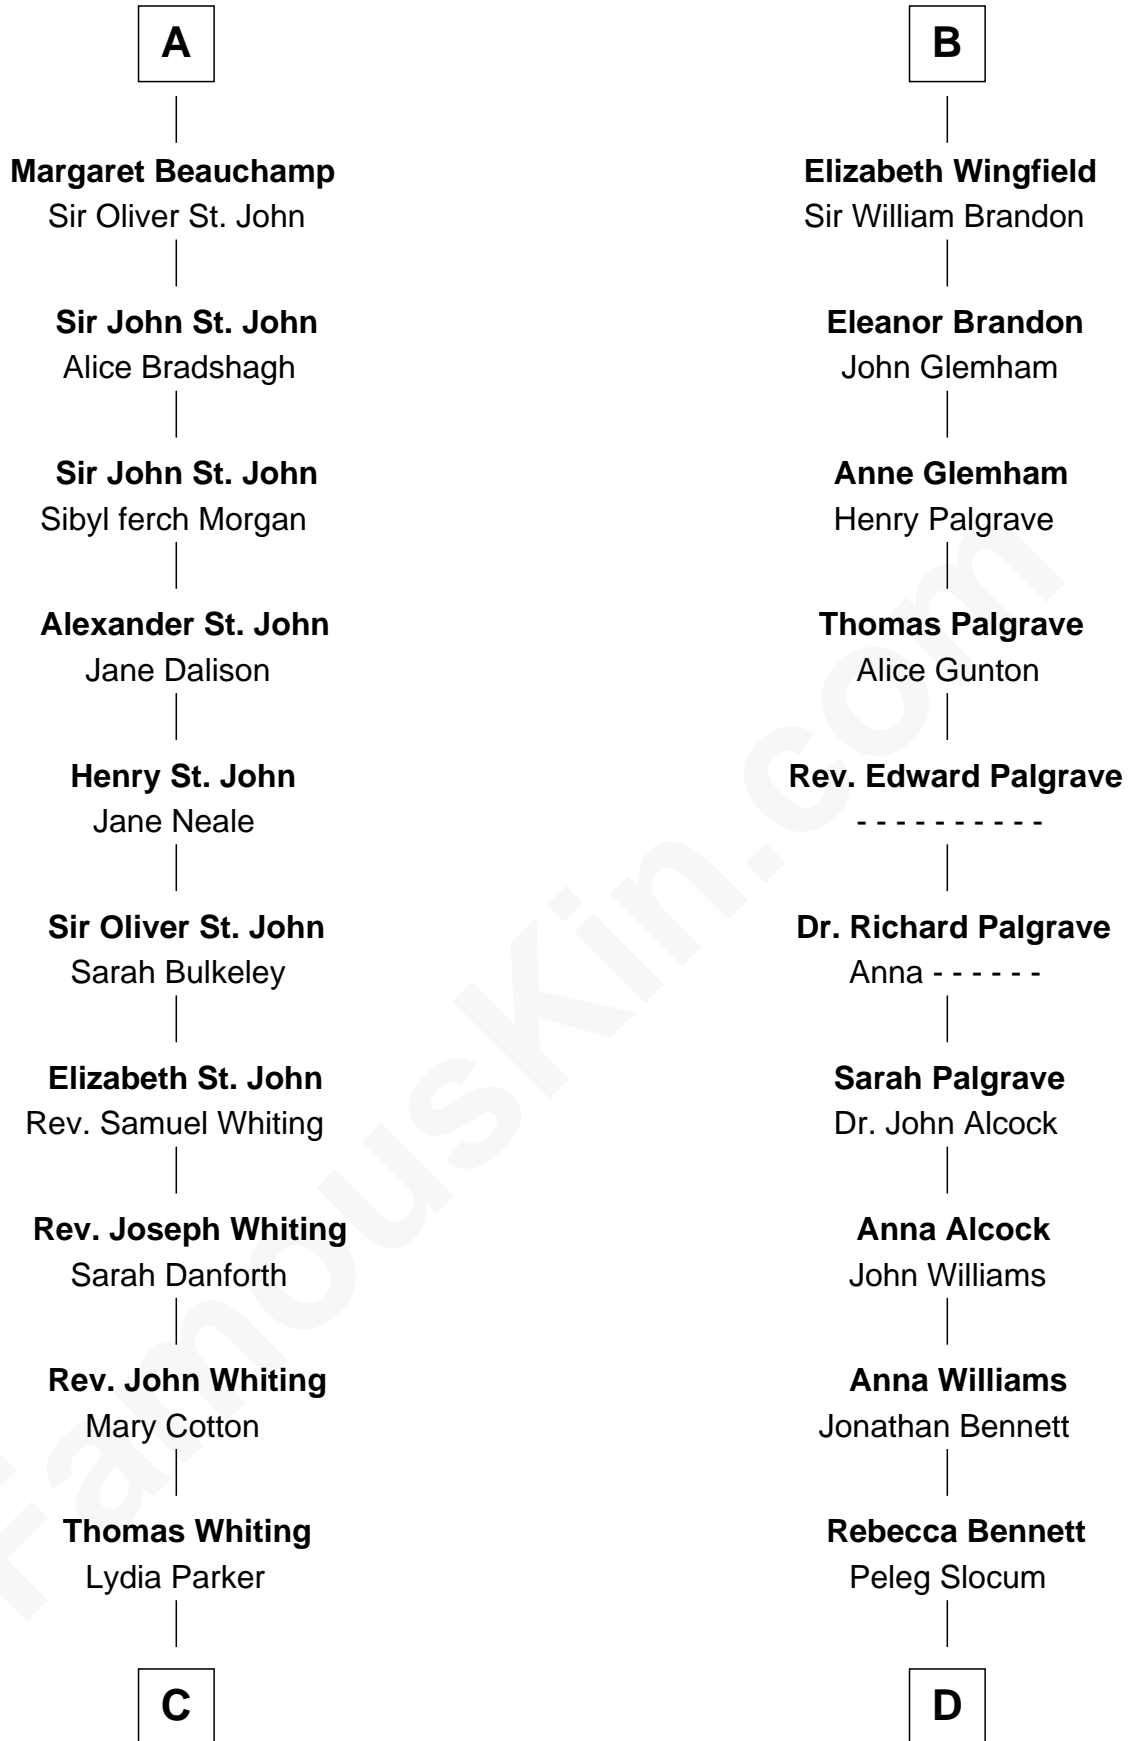 A
Margaret Beauchamp
Sir Oliver St. John
Sir John St. John
Alice Bradshagh
Sir John St. John
Sibyl ferch Morgan
Alexander St. John
Jane Dalison
Henry St. John
Jane Neale
Sir Oliver St. John
Sarah Bulkeley
Elizabeth St. John
Rev. Samuel Whiting
Rev. Joseph Whiting
Sarah Danforth
Rev. John Whiting
Mary Cotton
Thomas Whiting
Lydia Parker
C
B
Elizabeth Wingfield
Sir William Brandon
Eleanor Brandon
John Glemham
Anne Glemham
Henry Palgrave
Thomas Palgrave
Alice Gunton
Rev. Edward Palgrave
- - - - - - - - - -
Dr. Richard Palgrave
Anna - - - - - -
Sarah Palgrave
Dr. John Alcock
Anna Alcock
John Williams
Anna Williams
Jonathan Bennett
Rebecca Bennett
Peleg Slocum
D
FamousKin.com